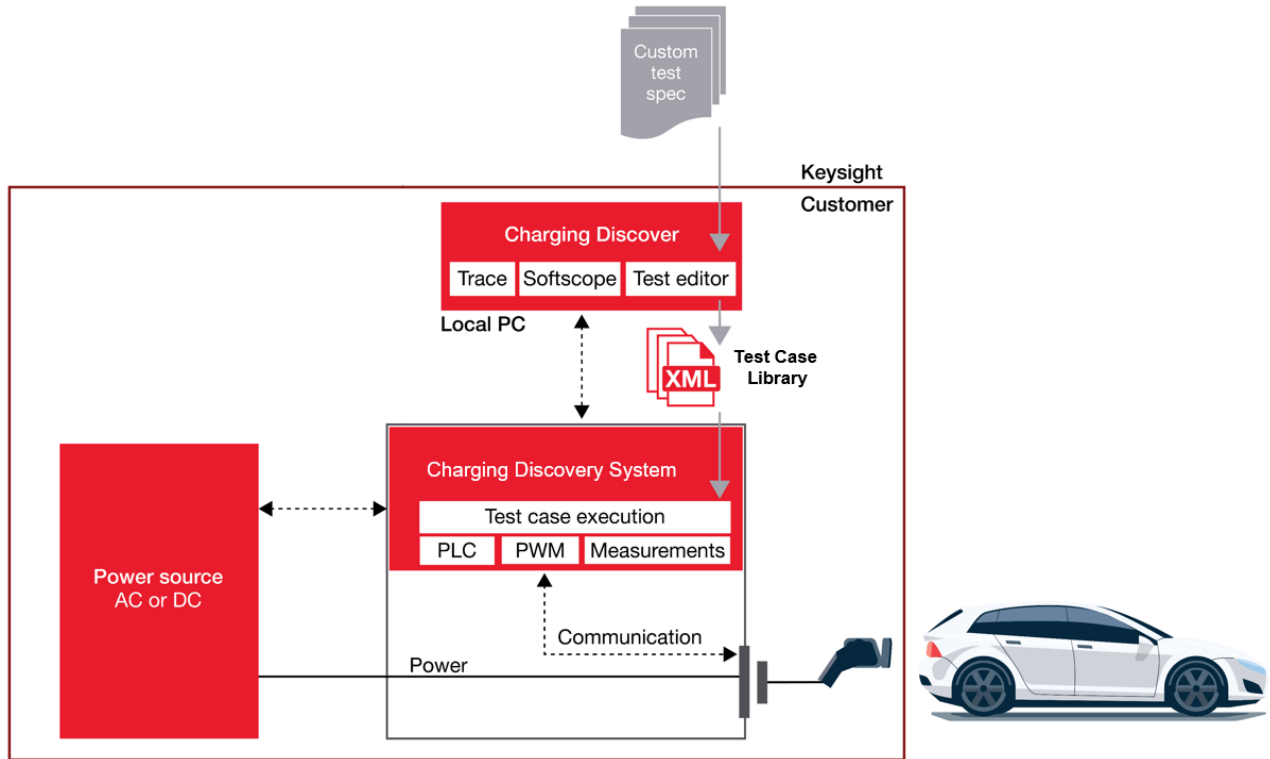 Custom
test
spec
Keysight
Customer
Charging Discover
Trace
Softscope
Test editor
Local PC
XML
Test Case
Library
Charging Discovery System
Test case execution
PLC
PWM
Measurements
Power source
AC or DC
Communication
Power